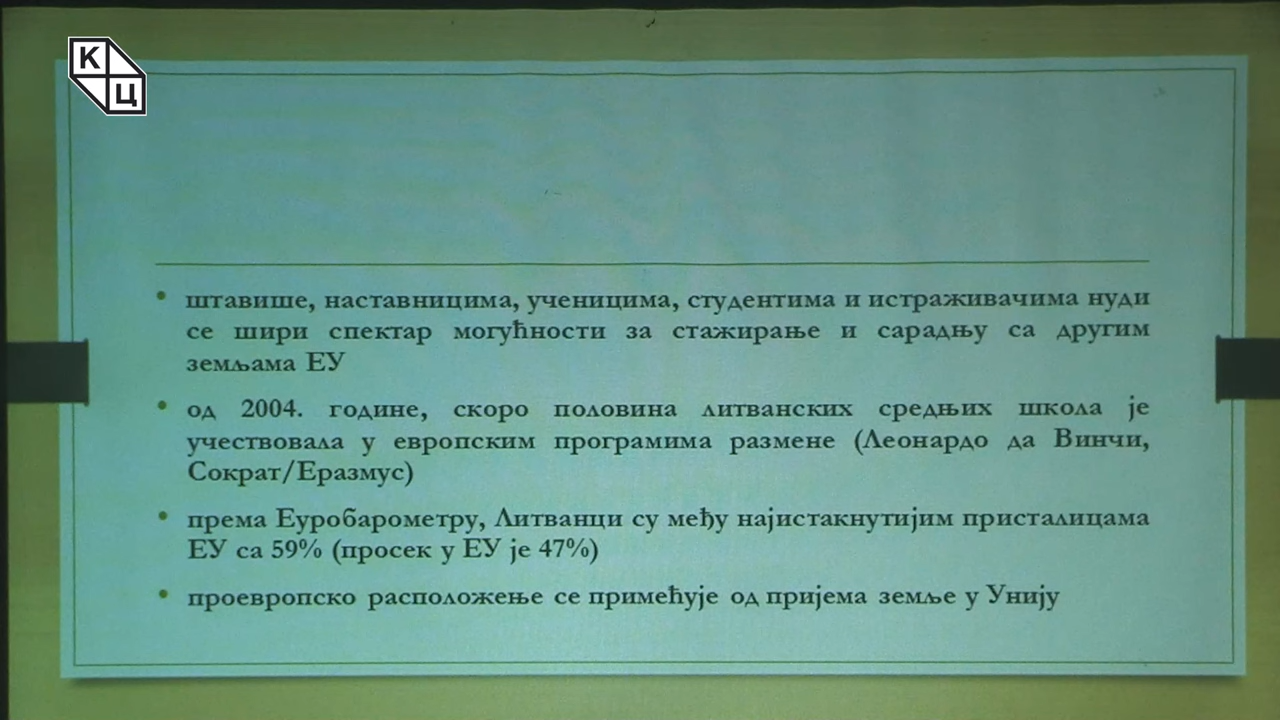 К
Ц
• штавише, наставницима, ученицима, студентима и истраживачима нуди
се шири спектар могућности за стажирање и сарадњу са другим
земљама ЕУ
• од 2004. године, скоро половина литванских средњих школа је
учествовала у европским програмима размене (Леонардо да Винчи,
Сократ/Еразмус)
• према Еуробарометру, Литванци су међу најистакнутијим присталицама
ЕУ са 59% (просек у ЕУ је 47%)
• проевропско расположење се примећује од пријема земље у Унију